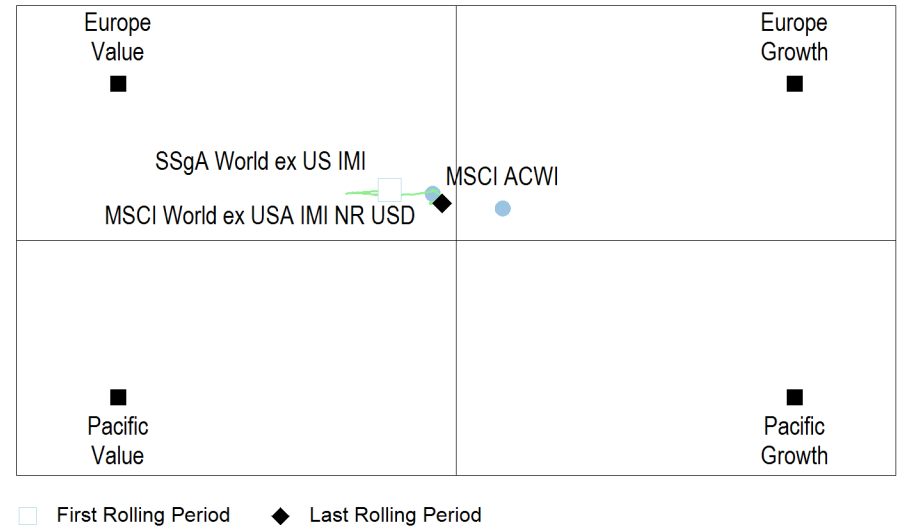 Europe
Value
Europe
Growth
SSgA World ex US IMI
MSCI ACWI
MSCI World ex USA IMI NR USD
Pacific
Value
Pacific
Growth
First Rolling Period
Last Rolling Period